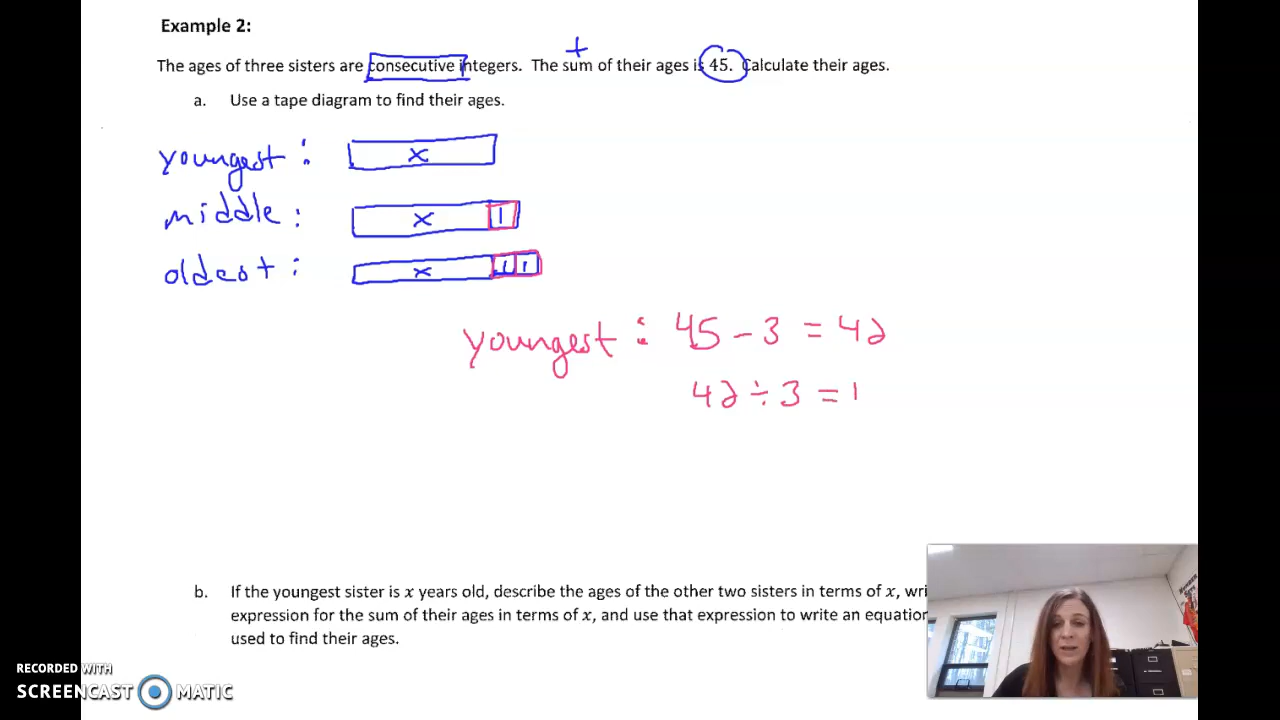 Example 2:
The ages of three sisters are consecutive integers. The sum of their ages is 45. Calculate their ages.
+
a. Use a tape diagram to find their ages.
youngest : x
middle : x 1
oldest : x 1 1
youngest : 45 - 3 = 42
42 ÷ 3 = 1
b. If the youngest sister is x years old, describe the ages of the other two sisters in terms of x, wri
expression for the sum of their ages in terms of x, and use that expression to write an equation
used to find their ages.
RECORDED WITH
SCREENCAST MATIC